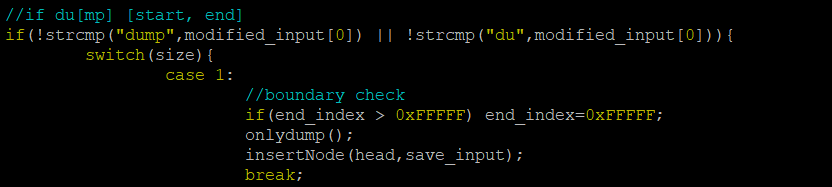 //if du[mp] [start, end]
if(!strcmp("dump",modified_input[0]) || !strcmp("du",modified_input[0])){
        switch(size){
                case 1:
                        //boundary check
                        if(end_index > 0xFFFFF) end_index=0xFFFFF;
                        onlydump();
                        insertNode(head,save_input);
                        break;